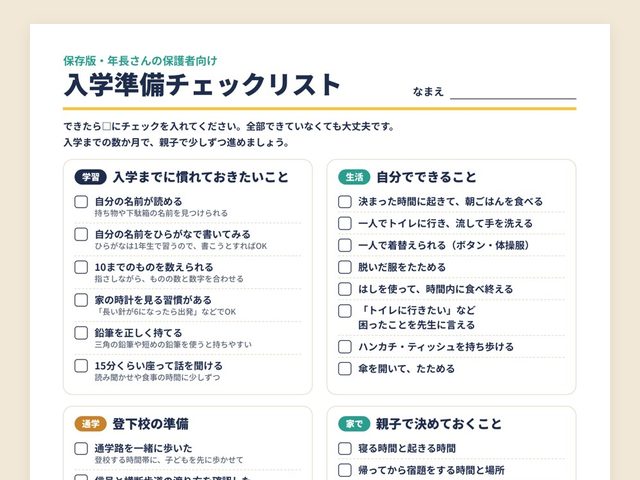 保存版・年長さんの保護者向け
入学準備チェックリスト
なまえ
できたら□にチェックを入れてください。全部できていなくても大丈夫です。
入学までの数か月で、親子で少しずつ進めましょう。
学習 入学までに慣れておきたいこと
自分の名前が読める
持ち物や下駄箱の名前を見つけられる
自分の名前をひらがなで書いてみる
ひらがなは1年生で習うので、書こうとすればOK
10までのものを数えられる
指さしながら、ものの数と数字を合わせる
家の時計を見る習慣がある
「長い針が6になったら出発」などでOK
鉛筆を正しく持てる
三角の鉛筆や短めの鉛筆を使うと持ちやすい
15分くらい座って話を聞ける
読み聞かせや食事の時間に少しずつ
生活 自分でできること
決まった時間に起きて、朝ごはんを食べる
一人でトイレに行き、流して手を洗える
一人で着替えられる（ボタン・体操服）
脱いだ服をたためる
はしを使って、時間内に食べ終える
「トイレに行きたい」など
困ったことを先生に言える
ハンカチ・ティッシュを持ち歩ける
傘を開いて、たためる
通学 登下校の準備
通学路を一緒に歩いた
登校する時間帯に、子どもを先に歩かせて
信号と横断歩道の渡り方を確認した
家で 親子で決めておくこと
寝る時間と起きる時間
帰ってから宿題をする時間と場所